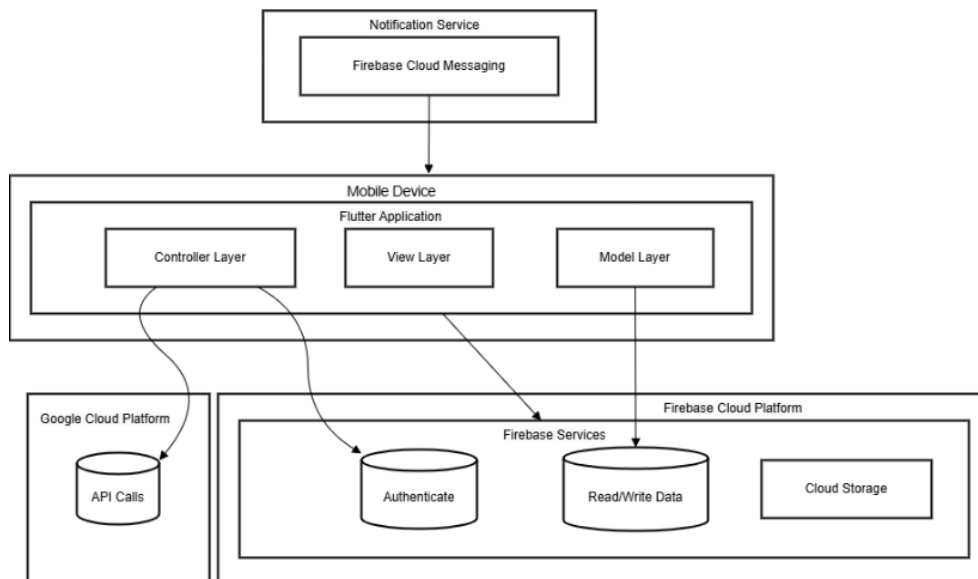 Notification Service
Firebase Cloud Messaging
Mobile Device
Flutter Application
Controller Layer
View Layer
Model Layer
Google Cloud Platform
API Calls
Firebase Cloud Platform
Firebase Services
Authenticate
Read/Write Data
Cloud Storage